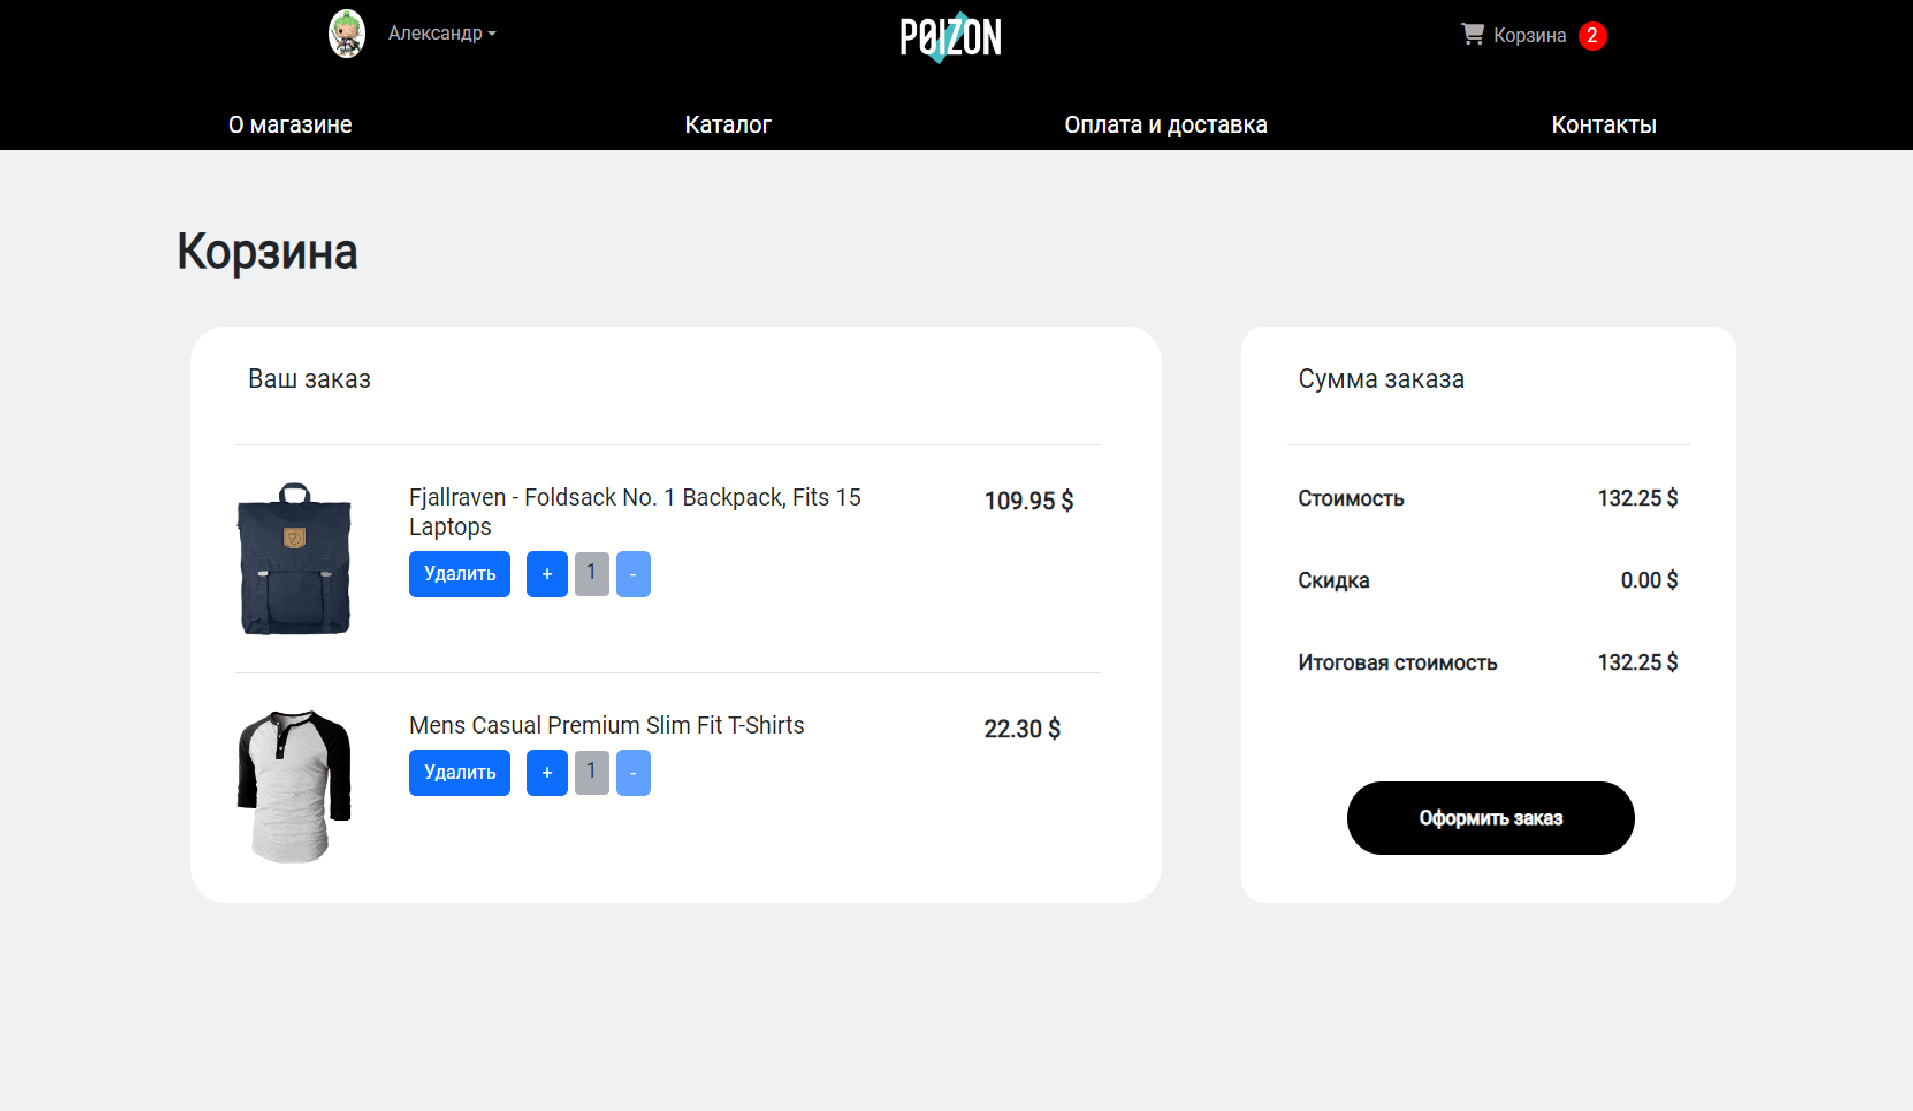 Александр
POIZON
Корзина 2
О магазине
Каталог
Оплата и доставка
Контакты
Корзина
Ваш заказ
Fjallraven - Foldsack No. 1 Backpack, Fits 15
Laptops
109.95 $
Удалить + 1 -
Mens Casual Premium Slim Fit T-Shirts
22.30 $
Удалить + 1 -
Сумма заказа
Стоимость 132.25 $
Скидка 0.00 $
Итоговая стоимость 132.25 $
Оформить заказ